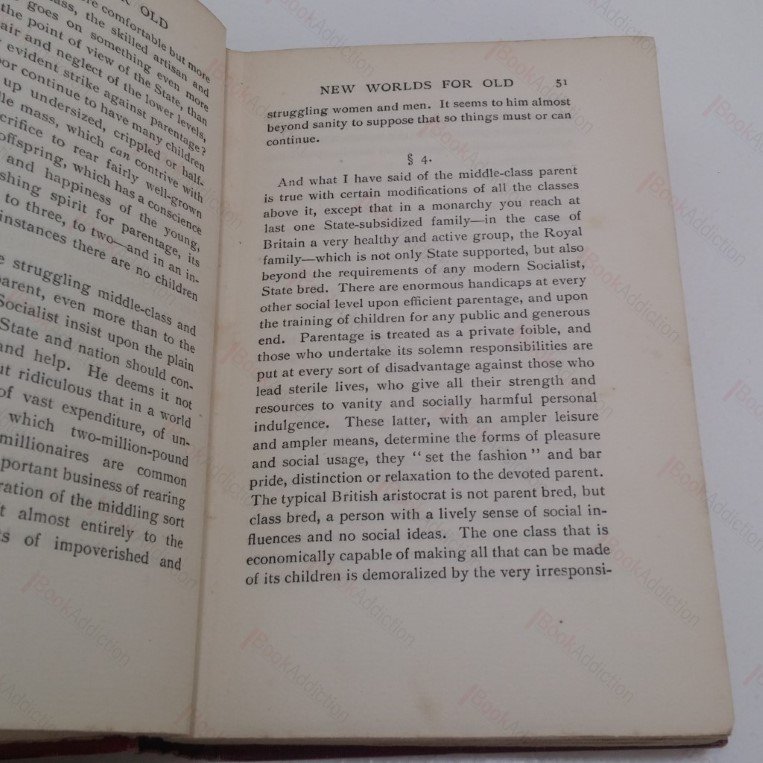 R OLD
re comfortable but more
ass, the skilled artisan and
goes on something even more
the point of view of the State, than
air and neglect of the lower levels,
evident strike against parentage?
oor continue to have many children
up undersized, crippled or half-
le mass, which can contrive with
crifice to rear fairly well-grown
offspring, which has a conscience
and happiness of the young,
shing spirit for parentage, its
to three, to two—and in an in-
instances there are no children
e struggling middle-class and
parent, even more than to the
Socialist insist upon the plain
State and nation should con-
and help. He deems it not
ut ridiculous that in a world
of vast expenditure, of un-
which two-million-pound
millionaires are common
portant business of rearing
ration of the middling sort
t almost entirely to the
s of impoverished and
NEW WORLDS FOR OLD 51
struggling women and men. It seems to him almost
beyond sanity to suppose that so things must or can
continue.
§ 4.
And what I have said of the middle-class parent
is true with certain modifications of all the classes
above it, except that in a monarchy you reach at
last one State-subsidized family—in the case of
Britain a very healthy and active group, the Royal
family—which is not only State supported, but also
beyond the requirements of any modern Socialist,
State bred. There are enormous handicaps at every
other social level upon efficient parentage, and upon
the training of children for any public and generous
end. Parentage is treated as a private foible, and
those who undertake its solemn responsibilities are
put at every sort of disadvantage against those who
lead sterile lives, who give all their strength and
resources to vanity and socially harmful personal
indulgence. These latter, with an ampler leisure
and ampler means, determine the forms of pleasure
and social usage, they "set the fashion" and bar
pride, distinction or relaxation to the devoted parent.
The typical British aristocrat is not parent bred, but
class bred, a person with a lively sense of social in-
fluences and no social ideas. The one class that is
economically capable of making all that can be made
of its children is demoralized by the very irresponsi-
BookAddiction